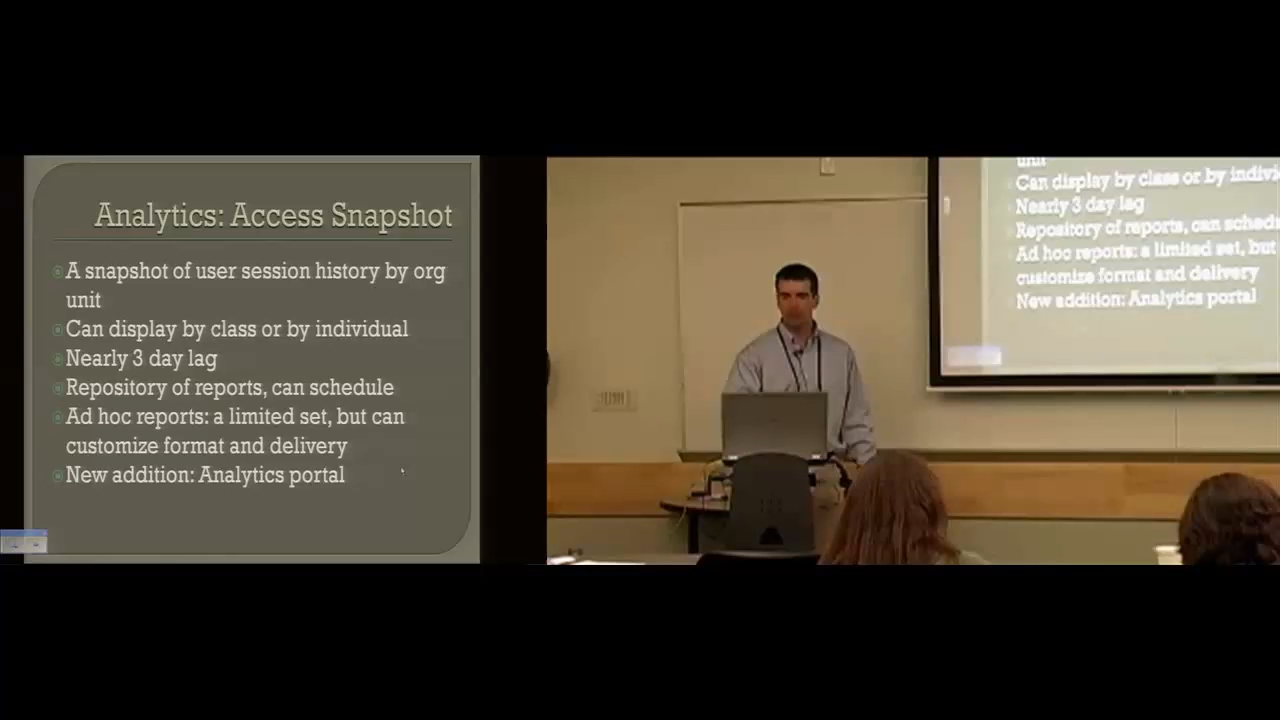 Analytics: Access Snapshot
A snapshot of user session history by org
unit
Can display by class or by individual
Nearly 3 day lag
Repository of reports, can schedule
Ad hoc reports: a limited set, but can
customize format and delivery
New addition: Analytics portal
unit
Can display by class or by indivi
Nearly 3 day lag
Repository of reports, can sched
Ad hoc reports: a limited set, but
customize format and delivery
New addition: Analytics portal